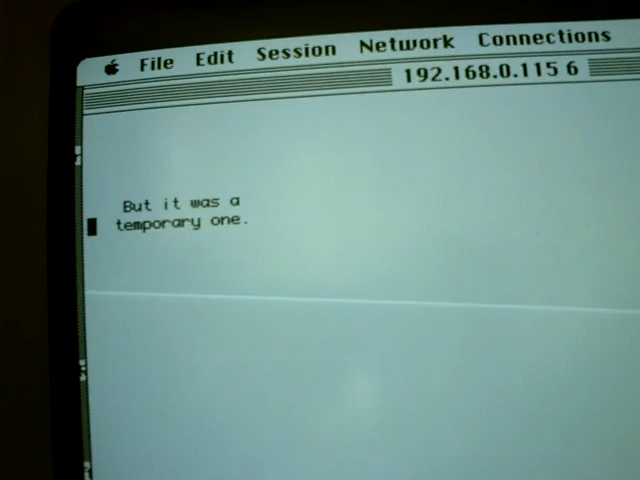 File Edit Session Network Connections
192.168.0.115 6
But it was a
temporary one.